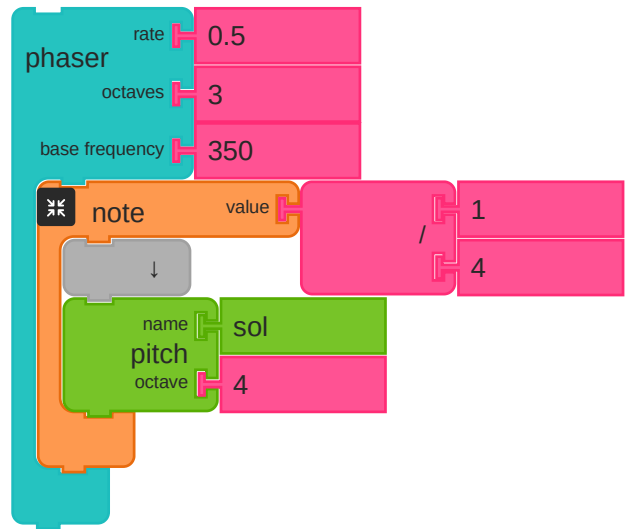 rate 0.5
phaser
octaves 3
base frequency 350
note value 1
/
4
↓
name sol
pitch
octave 4